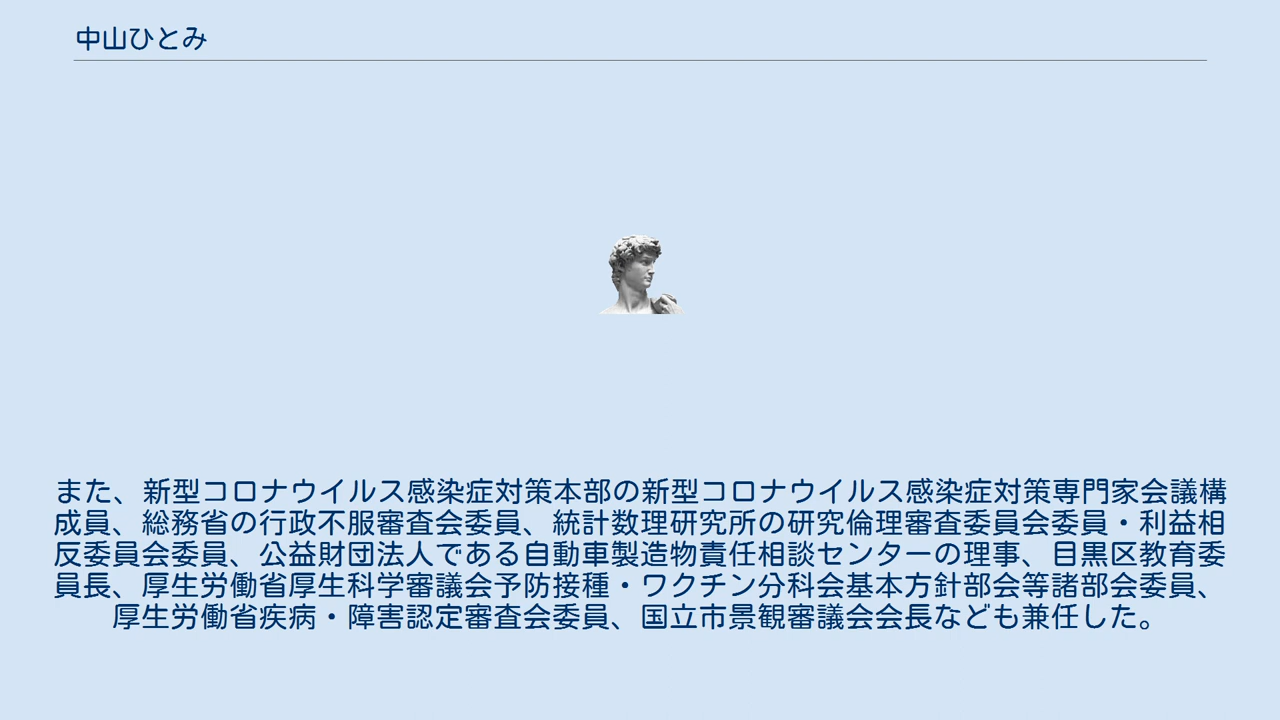 中山ひとみ
また、新型コロナウイルス感染症対策本部の新型コロナウイルス感染症対策専門家会議構
成員、総務省の行政不服審査会委員、統計数理研究所の研究倫理審査委員会委員・利益相
反委員会委員、公益財団法人である自動車製造物責任相談センターの理事、目黒区教育委
員長、厚生労働省厚生科学審議会予防接種・ワクチン分科会基本方針部会等諸部会委員、
厚生労働省疾病・障害認定審査会委員、国立市景観審議会会長なども兼任した。